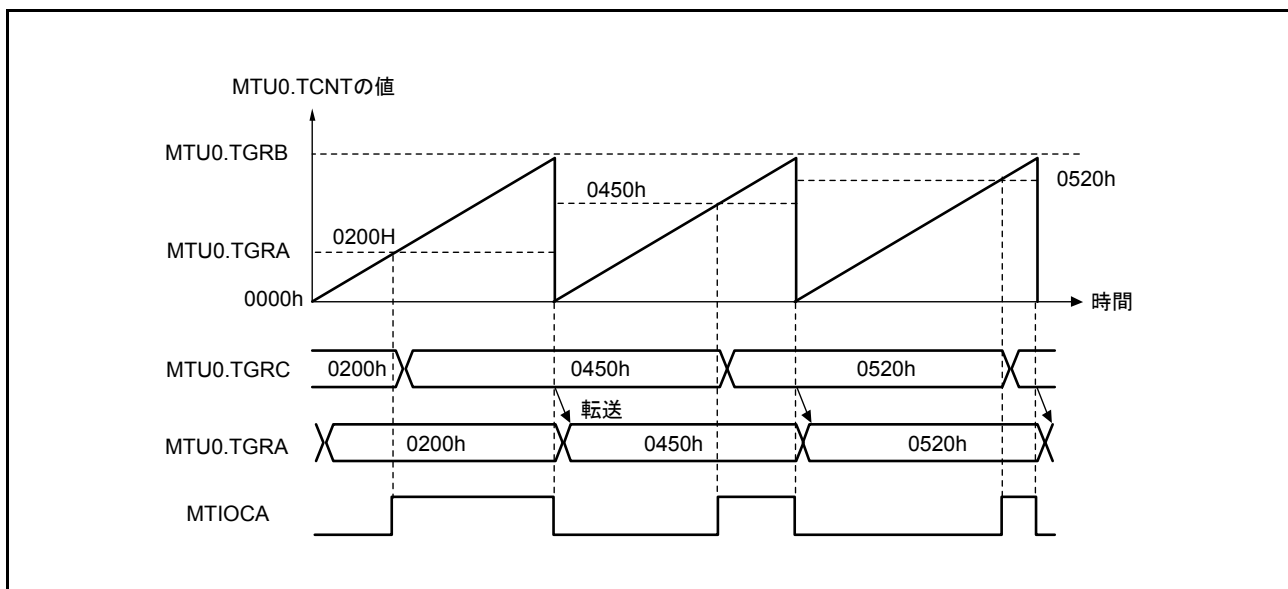 MTU0.TCNTの値
MTU0.TGRB
0450h
0520h
0200H
MTU0.TGRA
0000h
時間
MTU0.TGRC
0200h
0450h
0520h
転送
MTU0.TGRA
0200h
0450h
0520h
MTIOCA